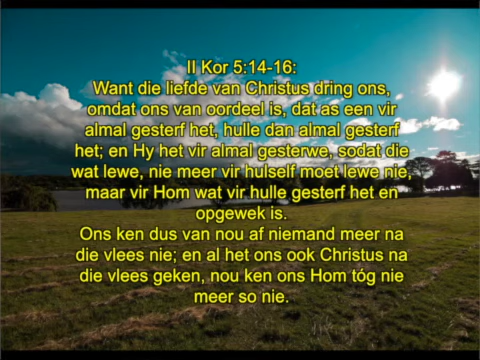 II Kor 5:14-16:
Want die liefde van Christus dring ons,
omdat ons van oordeel is, dat as een vir
almal gesterf het, hulle dan almal gesterf
het; en Hy het vir almal gesterwe, sodat die
wat lewe, nie meer vir hulself moet lewe nie,
maar vir Hom wat vir hulle gesterf het en
opgewek is.
Ons ken dus van nou af niemand meer na
die vlees nie; en al het ons ook Christus na
die vlees geken, nou ken ons Hom tóg nie
meer so nie.